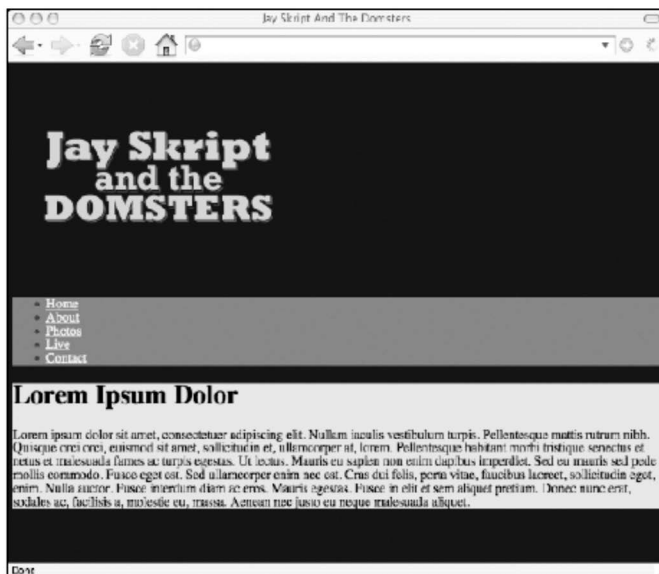 Jay Skript And The Domsters
Jay Skript
and the
DOMSTERS
Home
About
Photos
Live
Contact
Lorem Ipsum Dolor
Lorem ipsum dolor sit amet, consectetuer adipiscing elit. Nullam iaculis vestibulum turpis. Pellentesque mattis rutrum nibh.
Quisque orci orci, euismod sit amet, sollicitudin et, ullamcorper at, lorem. Pellentesque habitant morbi tristique senectus et
netus et malesuada fames ac turpis egestas. Ut lectus. Mauris eu sapien non enim dapibus imperdiet. Sed eu mauris sed pede
mollis commodo. Fusce eget est. Sed ullamcorper enim nec est. Cras dui felis, porta vitae, faucibus laoreet, sollicitudin eget,
enim. Nulla auctor. Fusce interdum diam ac eros. Mauris egestas. Fusce in elit et sem aliquet pretium. Donec nunc erat,
sodales ac, facilisis a, molestie eu, massa. Aenean nec justo eu neque malesuada aliquet.
Done